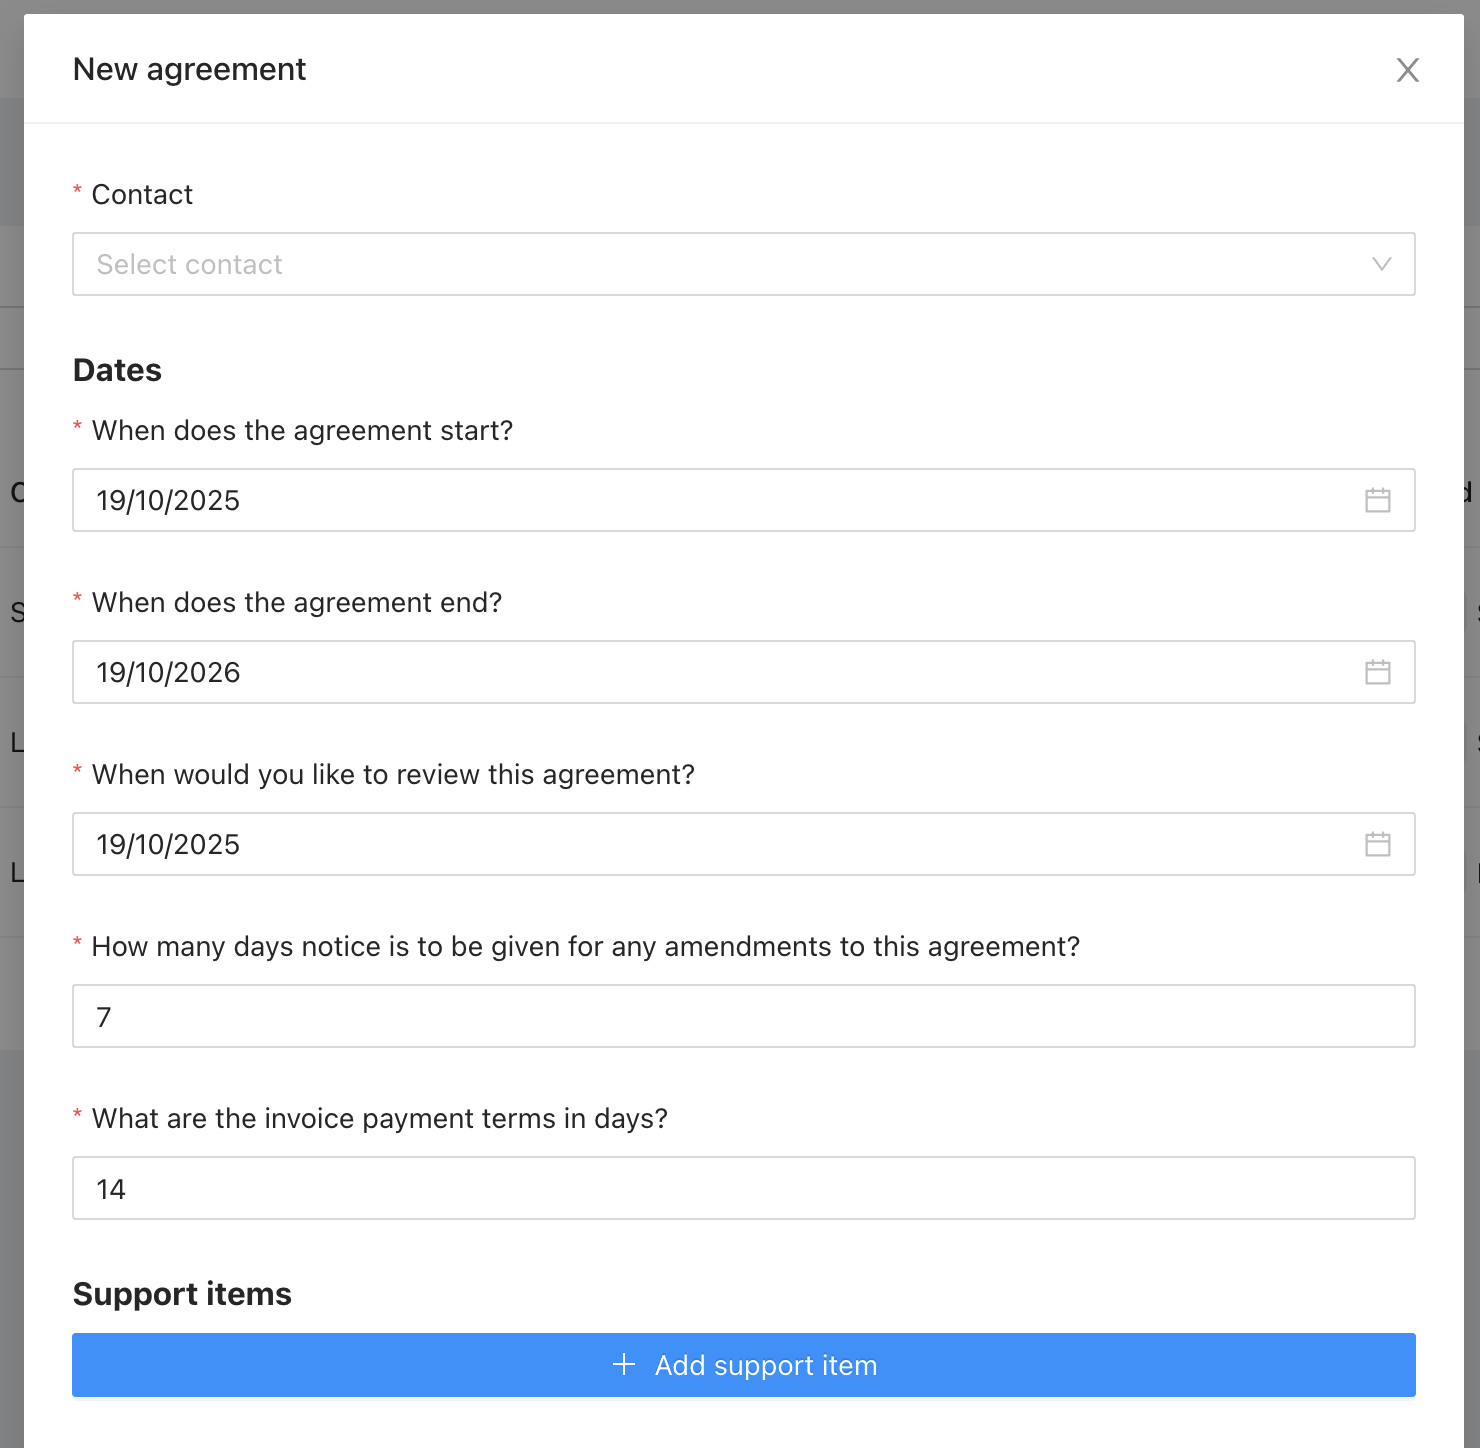 New agreement
* Contact
Select contact
Dates
* When does the agreement start?
19/10/2025
* When does the agreement end?
19/10/2026
* When would you like to review this agreement?
19/10/2025
* How many days notice is to be given for any amendments to this agreement?
7
* What are the invoice payment terms in days?
14
Support items
+ Add support item